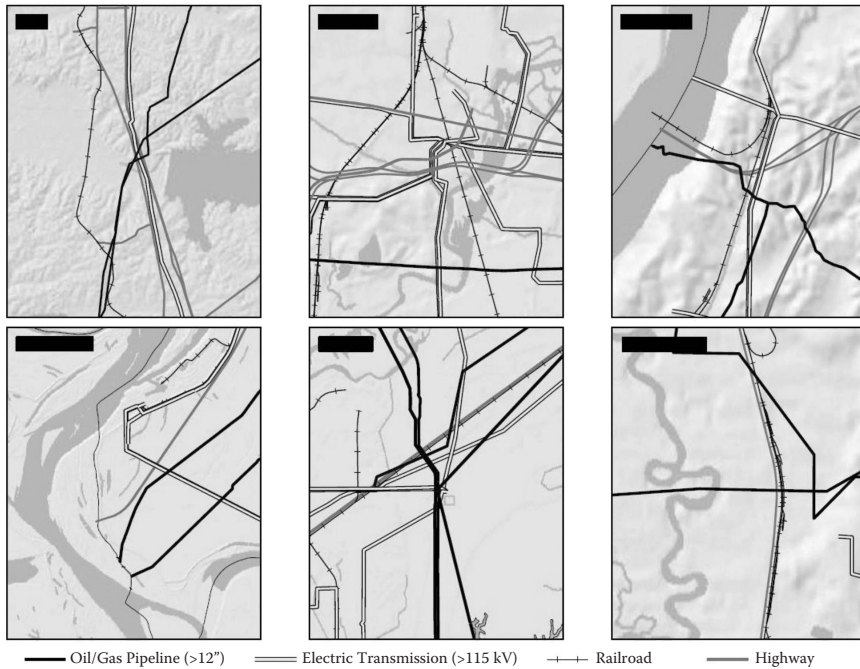 Oil/Gas Pipeline (>12”) Electric Transmission (>115 kV) Railroad Highway